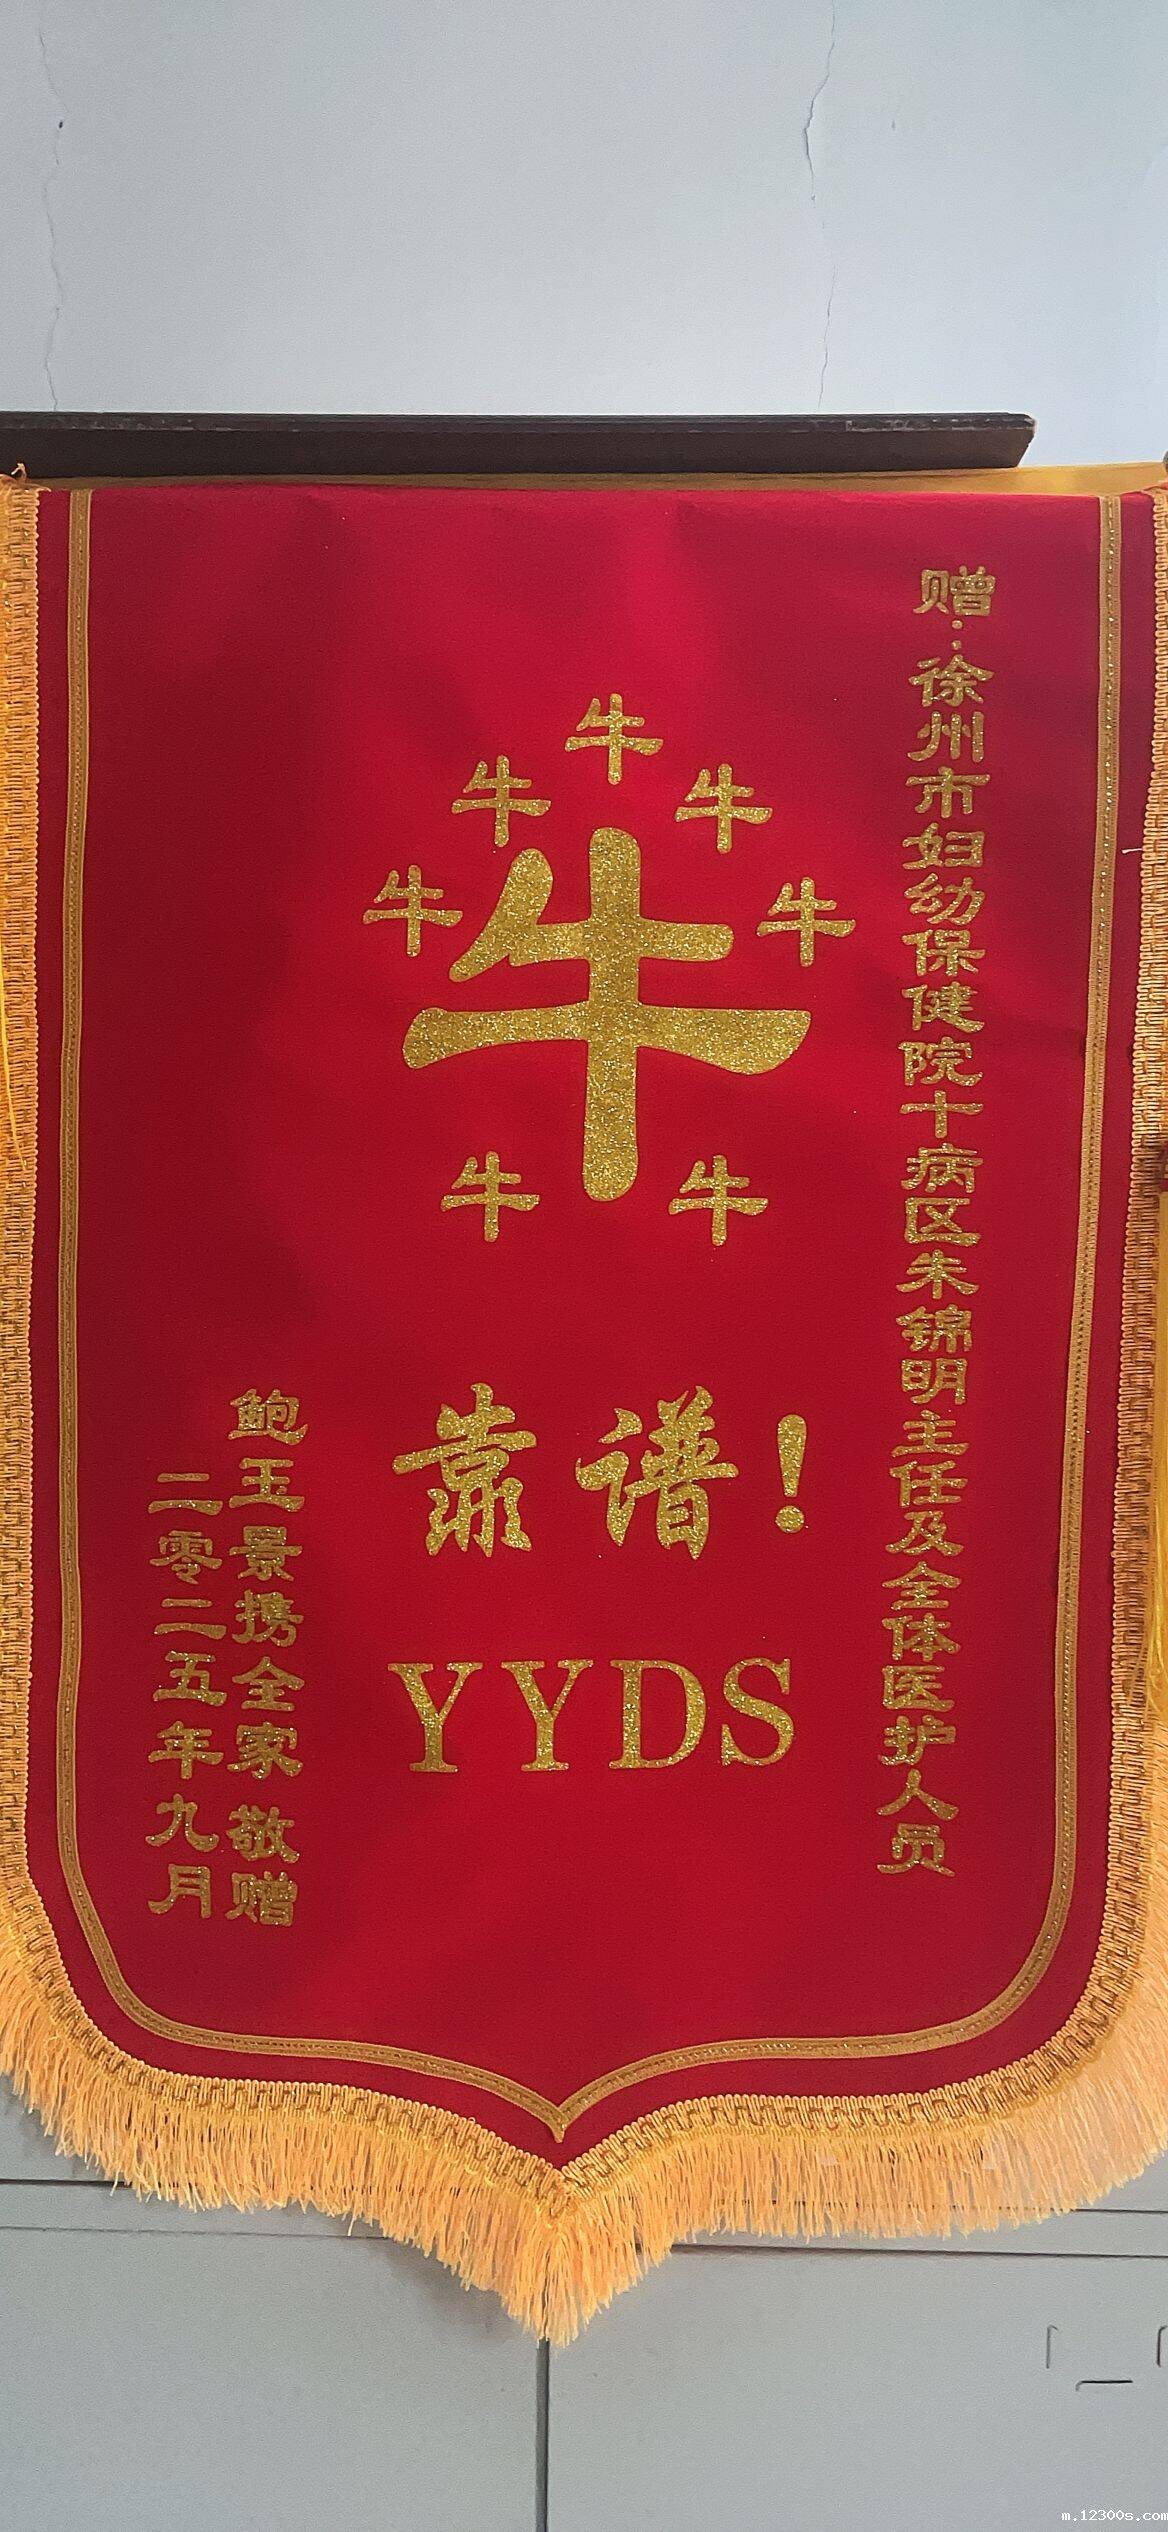 赠：徐州市妇幼保健院十病区朱锦明主任及全体医护人员
牛
牛 牛
牛 牛 牛
牛 牛
靠谱！
YYDS
鲍玉景携全家 敬赠
二零二五年九月
m.12300s.com